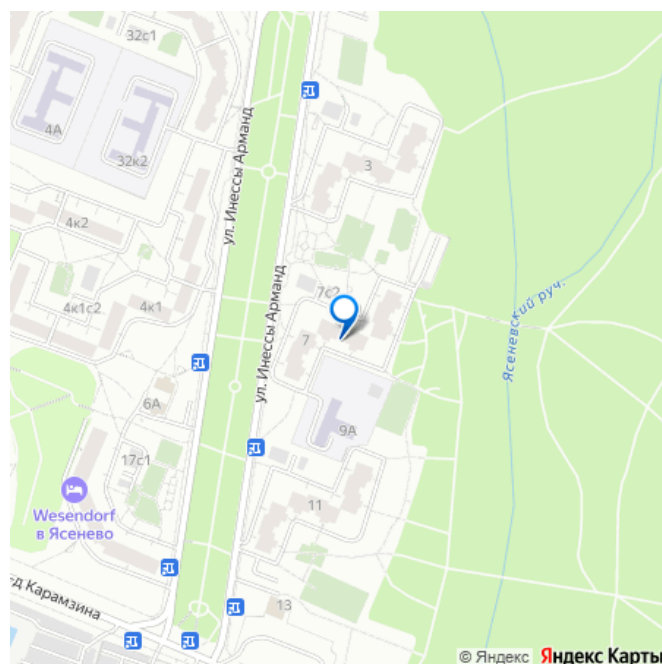 32с1
4А
32к2
ул. Инессы Арманд
3
4к2
ул. Инессы Арманд
7с2
4к1с2
4к1
7
Ясеневский руч.
6А
9А
17с1
Wesendorf
в Ясенево
11
д Карамзина
13
© Яндекс Яндекс Карты